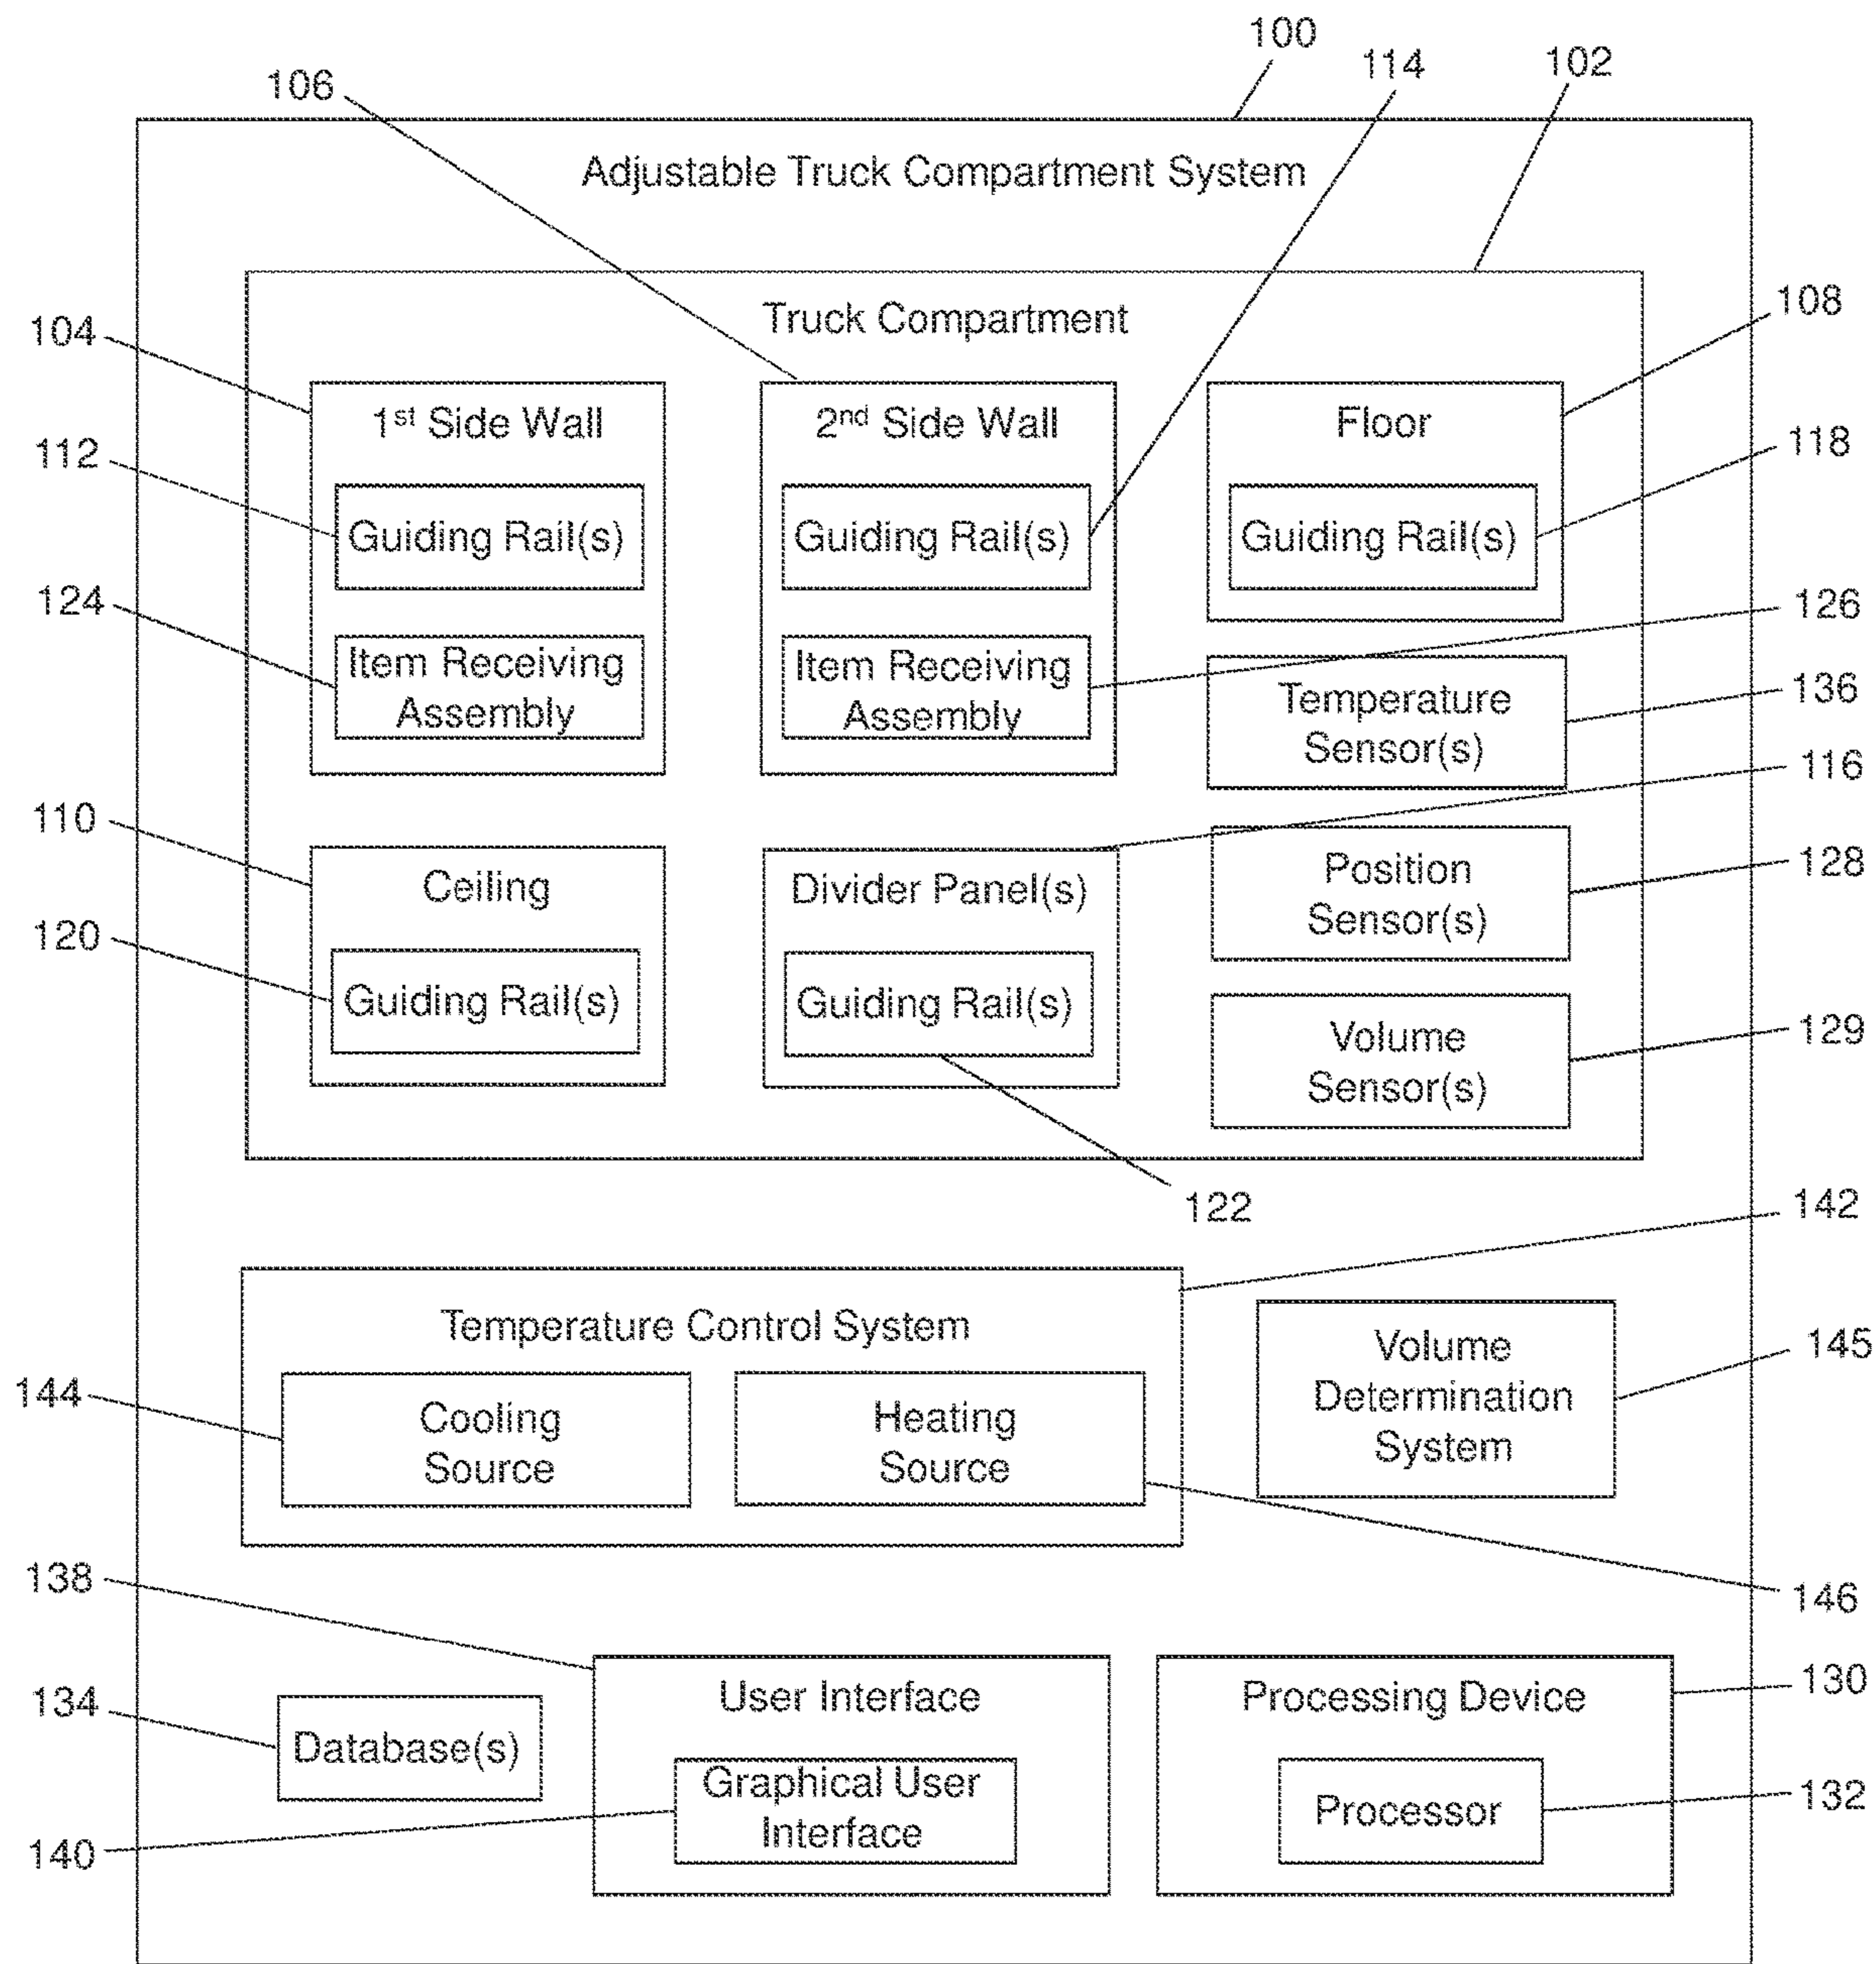 100
114
102
106
Adjustable Truck Compartment System
Truck Compartment
108
104
1st Side Wall
2nd Side Wall
Floor
112
118
Guiding Rail(s)
Guiding Rail(s)
Guiding Rail(s)
124
126
Item Receiving
Assembly
Item Receiving
Assembly
Temperature
Sensor(s)
136
116
110
Ceiling
Divider Panel(s)
Position
Sensor(s)
128
120
Guiding Rail(s)
Guiding Rail(s)
Volume
Sensor(s)
129
122
142
Temperature Control System
Volume
Determination
System
145
144
Cooling
Source
Heating
Source
138
146
134
Database(s)
User Interface
Processing Device
130
Graphical User
Interface
Processor
132
140